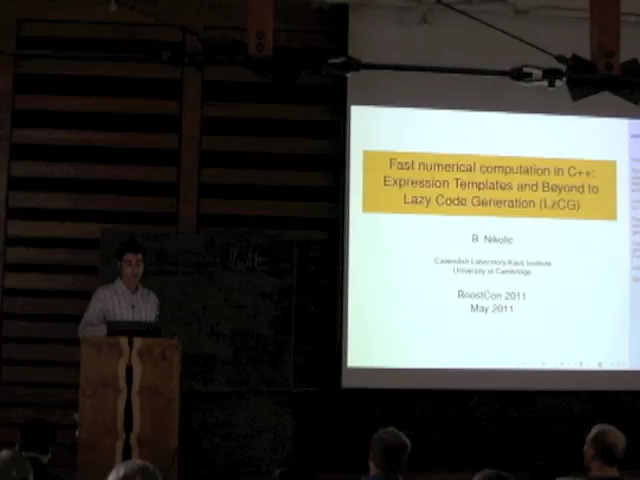 Fast numerical computation in C++:
Expression Templates and Beyond to
Lazy Code Generation (LzCG)
B. Nikolic
Cavendish Laboratory/Kavli Institute
University of Cambridge
BoostCon 2011
May 2011